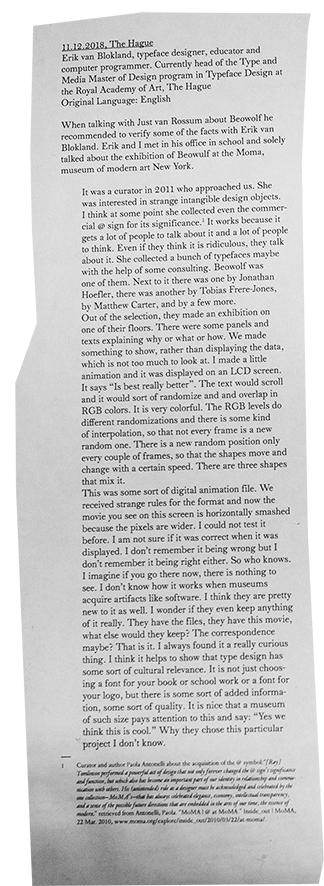 11.12.2018, The Hague
Erik van Blokland, typeface designer, educator and
computer programmer. Currently head of the Type and
Media Master of Design program in Typeface Design at
the Royal Academy of Art, The Hague
Original Language: English
When talking with Just van Rossum about Beowolf he
recommended to verify some of the facts with Erik van
Blokland. Erik and I met in his office in school and solely
talked about the exhibition of Beowulf at the Moma,
museum of modern art New York.
It was a curator in 2011 who approached us. She
was interested in strange intangible design objects.
I think at some point she collected even the commer-
cial @ sign for its significance.¹ It works because it
gets a lot of people to talk about it and a lot of people
to think. Even if they think it is ridiculous, they talk
about it. She collected a bunch of typefaces maybe
with the help of some consulting. Beowolf was
one of them. Next to it there was one by Jonathan
Hoefler, there was another by Tobias Frere-Jones,
by Matthew Carter, and by a few more.
Out of the selection, they made an exhibition on
one of their floors. There were some panels and
texts explaining why or what or how. We made
something to show, rather than displaying the data,
which is not too much to look at. I made a little
animation and it was displayed on an LCD screen.
It says “Is best really better”. The text would scroll
and it would sort of randomize and and overlap in
RGB colors. It is very colorful. The RGB levels do
different randomizations and there is some kind
of interpolation, so that not every frame is a new
random one. There is a new random position only
every couple of frames, so that the shapes move and
change with a certain speed. There are three shapes
that mix it.
This was some sort of digital animation file. We
received strange rules for the format and now the
movie you see on this screen is horizontally smashed
because the pixels are wider. I could not test it
before. I am not sure if it was correct when it was
displayed. I don’t remember it being wrong but I
don’t remember it being right either. So who knows.
I imagine if you go there now, there is nothing to
see. I don’t know how it works when museums
acquire artifacts like software. I think they are pretty
new to it as well. I wonder if they even keep anything
of it really. They have the files, they have this movie,
what else would they keep? The correspondence
maybe? That is it. I always found it a really curious
thing. I think it helps to show that type design has
some sort of cultural relevance. It is not just choos-
ing a font for your book or school work or a font for
your logo, but there is some sort of added informa-
tion, some sort of quality. It is nice that a museum
of such size pays attention to this and say: “Yes we
think this is cool.” Why they chose this particular
project I don’t know.
1 Curator and author Paola Antonelli about the acquisition of the @ symbol:“[Ray]
Tomlinson performed a powerful act of design that not only forever changed the @ sign’s significance
and function, but which also has become an important part of our identity in relationship and commu-
nication with others. His (unintended) role as a designer must be acknowledged and celebrated by the
one collection—MoMA’s—that has always celebrated elegance, economy, intellectual transparency,
and a sense of the possible future directions that are embedded in the arts of our time, the essence of
modern.” retrieved from Antonelli, Paola. “MoMA | @ at MoMA.” Inside_out | MoMA,
22 Mar. 2010, www.moma.org/explore/inside_out/2010/03/22/at-moma/.